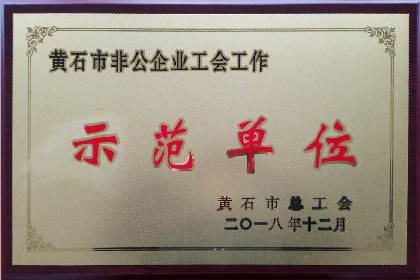 黄石市非公企业工会工作
示范单位
黄石市总工会
二〇一八年十二月